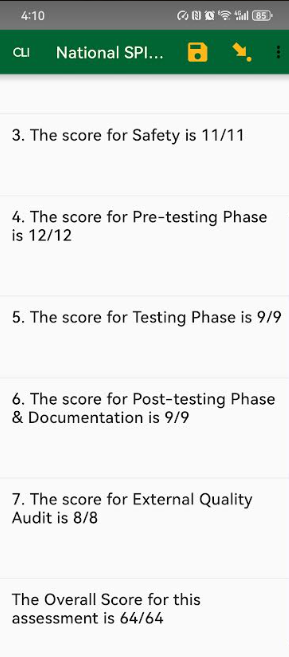 4:10
85
CLI National SPI...
3. The score for Safety is 11/11
4. The score for Pre-testing Phase
is 12/12
5. The score for Testing Phase is 9/9
6. The score for Post-testing Phase
& Documentation is 9/9
7. The score for External Quality
Audit is 8/8
The Overall Score for this
assessment is 64/64